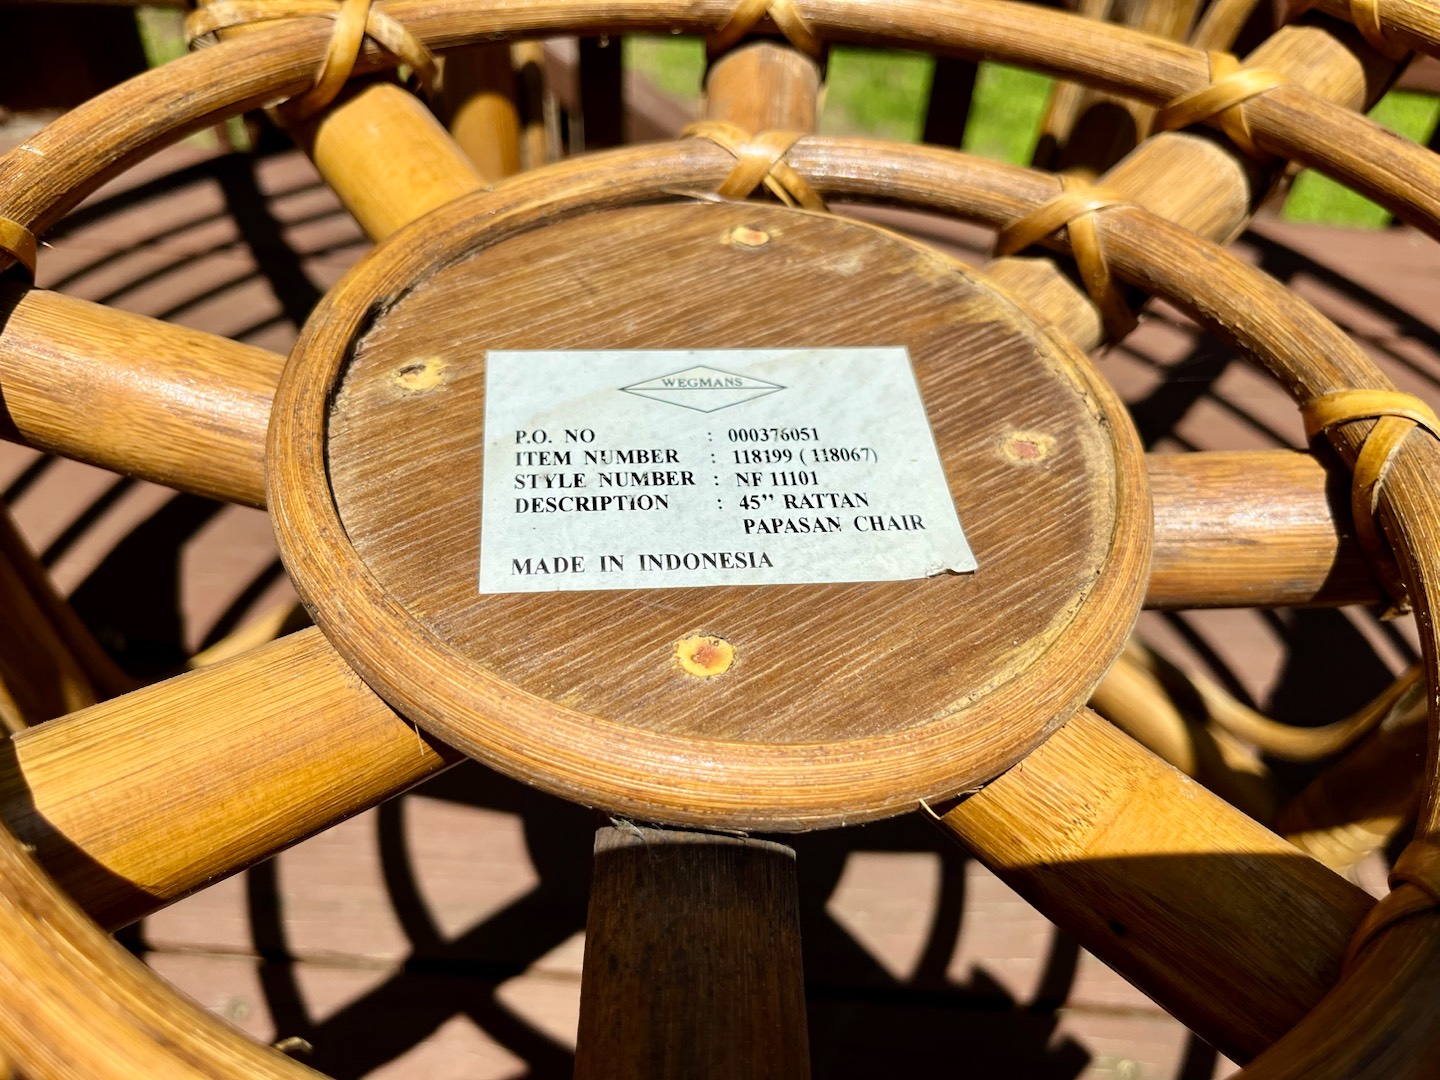 WEGMANS
P.O. NO : 000376051
ITEM NUMBER : 118199 ( 118067)
STYLE NUMBER : NF 11101
DESCRIPTION : 45” RATTAN
PAPASAN CHAIR
MADE IN INDONESIA